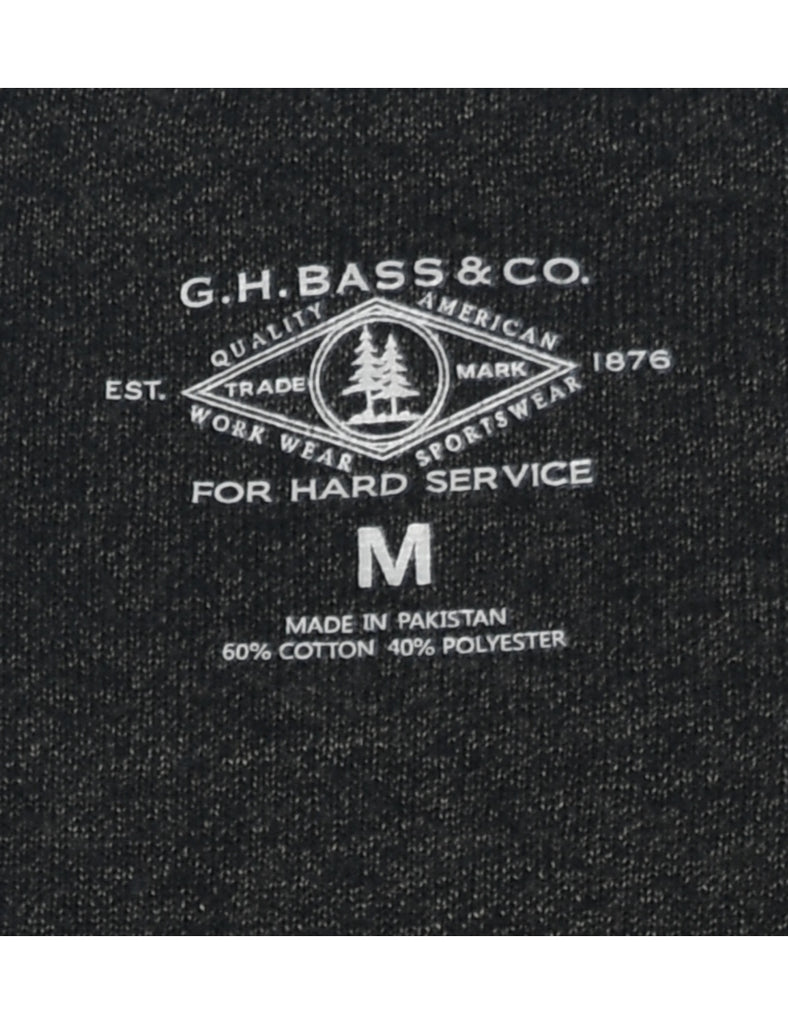 G.H.BASS & CO.
QUALITY AMERICAN
EST. TRADE MARK 1876
WORK WEAR SPORTSWEAR
FOR HARD SERVICE
M
MADE IN PAKISTAN
60% COTTON 40% POLYESTER